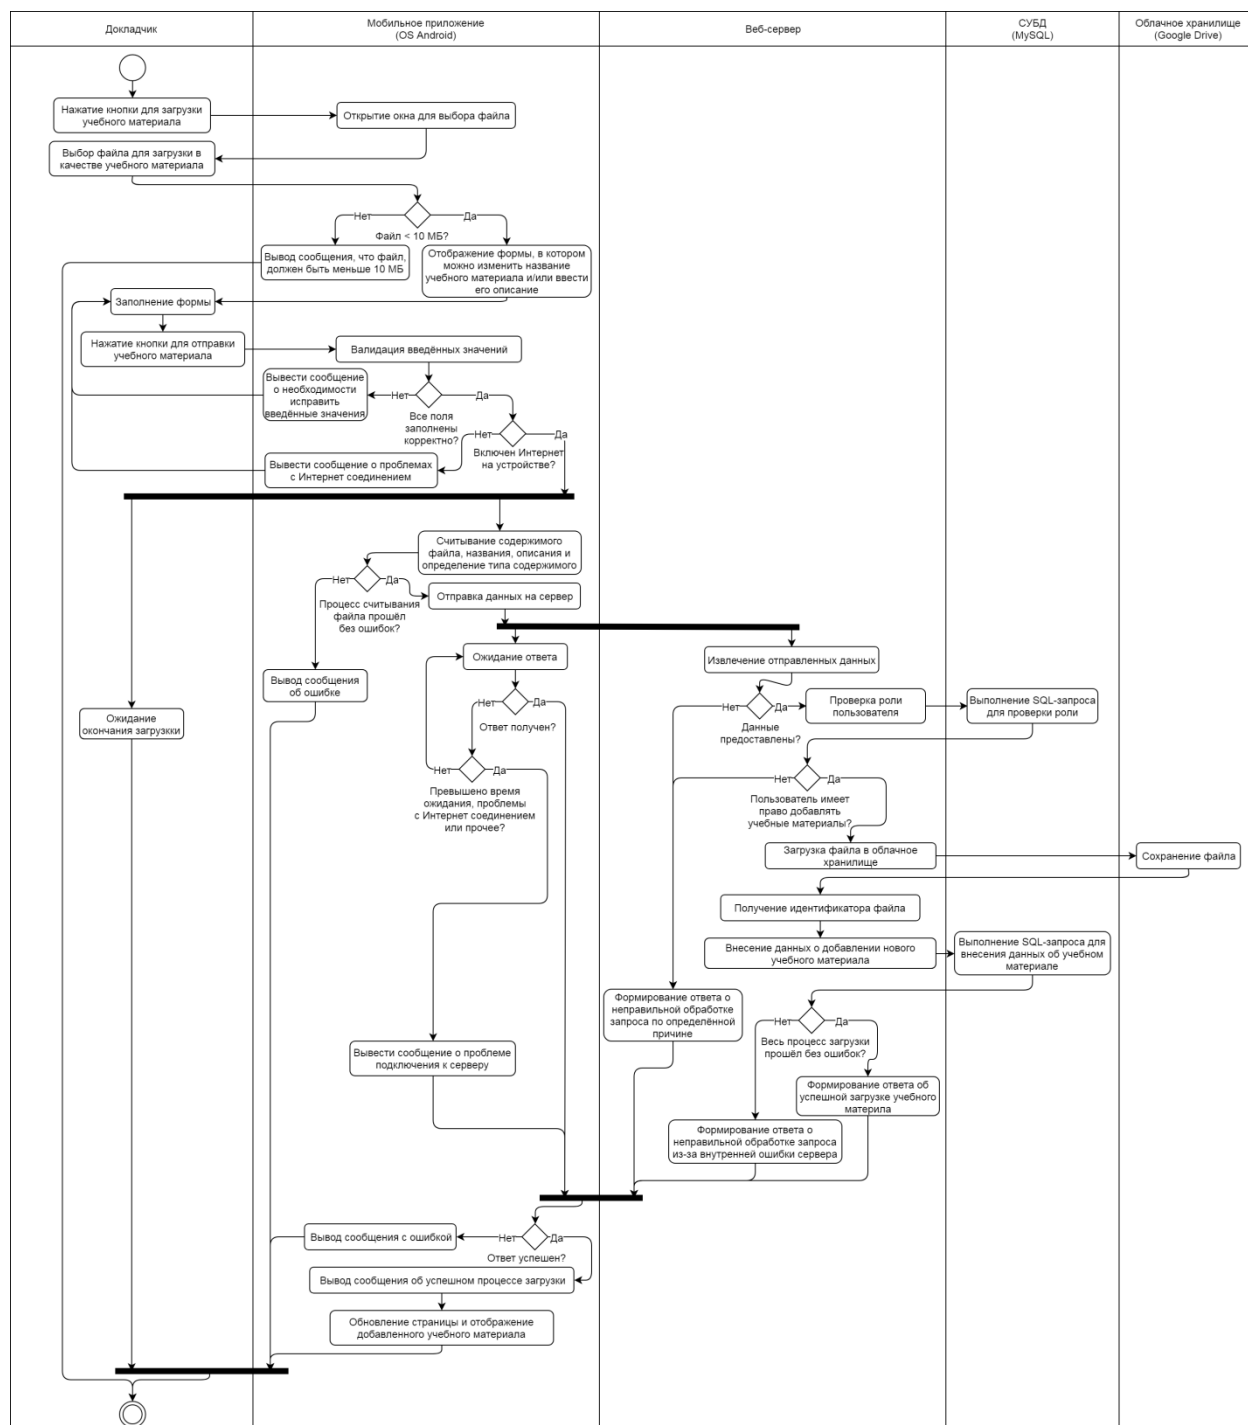 Докладчик
Мобильное приложение
(OS Android)
Веб-сервер
СУБД
(MySQL)
Облачное хранилище
(Google Drive)
Нажатие кнопки для загрузки
учебного материала
Открытие окна для выбора файла
Выбор файла для загрузки в
качестве учебного материала
Нет
Да
Файл < 10 МБ?
Вывод сообщения, что файл,
должен быть меньше 10 МБ
Отображение формы, в котором
можно изменить название
учебного материала и/или ввести
его описание
Заполнение формы
Нажатие кнопки для отправки
учебного материала
Валидация введённых значений
Вывести сообщение
о необходимости
исправить
введённые значения
Нет
Да
Все поля
заполнены
корректно?
Нет
Да
Включен Интернет
на устройстве?
Вывести сообщение о проблемах
с Интернет соединением
Считывание содержимого
файла, названия, описания и
определение типа содержимого
Нет
Да
Процесс считывания
файла прошёл
без ошибок?
Отправка данных на сервер
Ожидание ответа
Извлечение отправленных данных
Вывод сообщения
об ошибке
Нет
Да
Ответ получен?
Нет
Да
Данные
предоставлены?
Проверка роли
пользователя
Выполнение SQL-запроса
для проверки роли
Ожидание
окончания загрузкки
Нет
Да
Превышено время
ожидания, проблемы
с Интернет соединением
или прочее?
Нет
Да
Пользователь имеет
право добавлять
учебные материалы?
Загрузка файла в облачное
хранилище
Сохранение файла
Получение идентификатора файла
Внесение данных о добавлении нового
учебного материала
Выполнение SQL-запроса для
внесения данных об учебном
материале
Формирование ответа о
неправильной обработке
запроса по определённой
причине
Нет
Да
Весь процесс загрузки
прошёл без ошибок?
Вывести сообщение о проблеме
подключения к серверу
Формирование ответа об
успешной загрузке учебного
материла
Формирование ответа о
неправильной обработке запроса
из-за внутренней ошибки сервера
Вывод сообщения с ошибкой
Нет
Да
Ответ успешен?
Вывод сообщения об успешном процессе загрузки
Обновление страницы и отображение
добавленного учебного материала